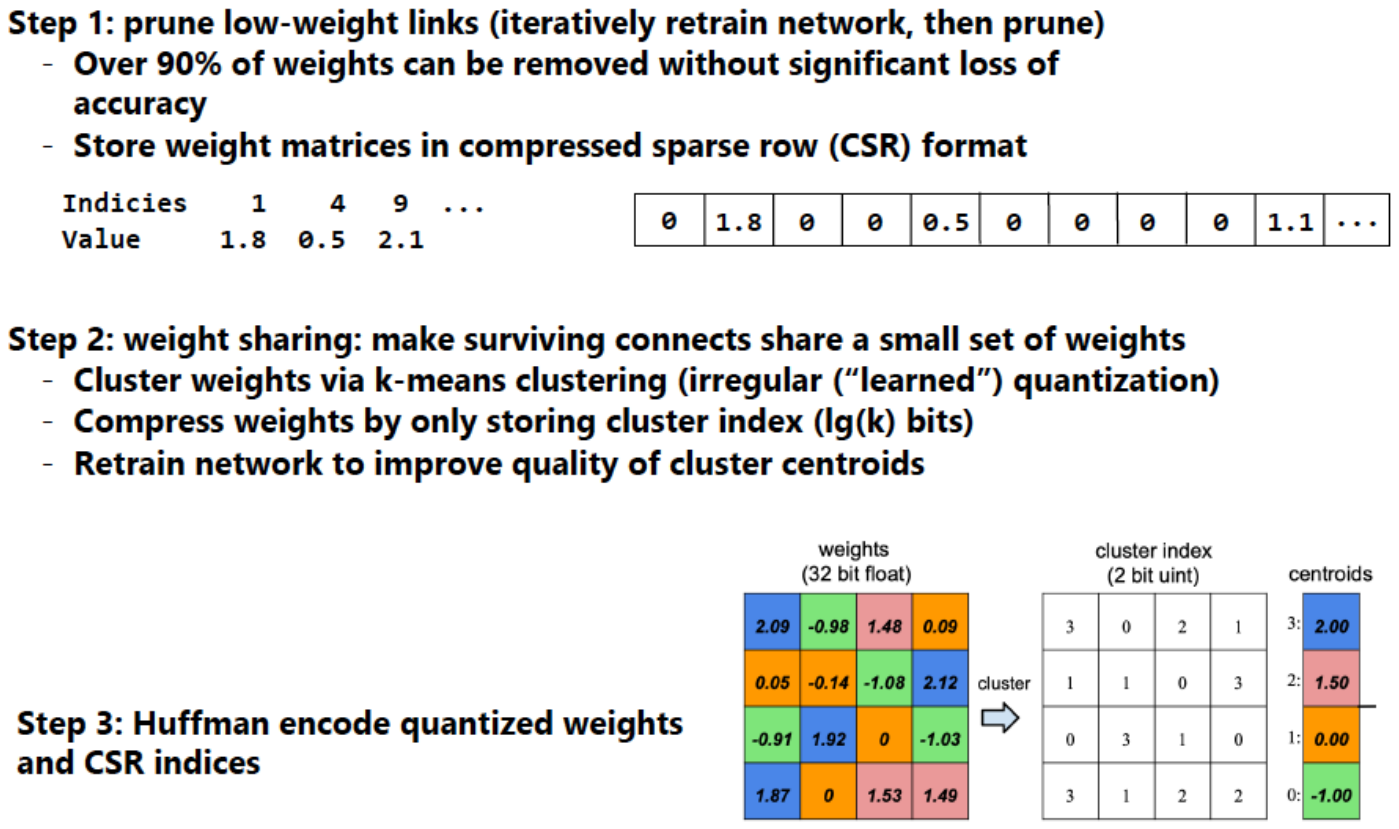 Step 1: prune low-weight links (iteratively retrain network, then prune)
- Over 90% of weights can be removed without significant loss of
accuracy
- Store weight matrices in compressed sparse row (CSR) format
Indicies 1 4 9 ...
Value 1.8 0.5 2.1
0 1.8 0 0 0.5 0 0 0 0 1.1 ...
Step 2: weight sharing: make surviving connects share a small set of weights
- Cluster weights via k-means clustering (irregular (“learned”) quantization)
- Compress weights by only storing cluster index (lg(k) bits)
- Retrain network to improve quality of cluster centroids
Step 3: Huffman encode quantized weights
and CSR indices
weights
(32 bit float)
2.09 -0.98 1.48 0.09
0.05 -0.14 -1.08 2.12
-0.91 1.92 0 -1.03
1.87 0 1.53 1.49
cluster
cluster index
(2 bit uint)
3 0 2 1
1 1 0 3
0 3 1 0
3 1 2 2
centroids
3: 2.00
2: 1.50
1: 0.00
0: -1.00